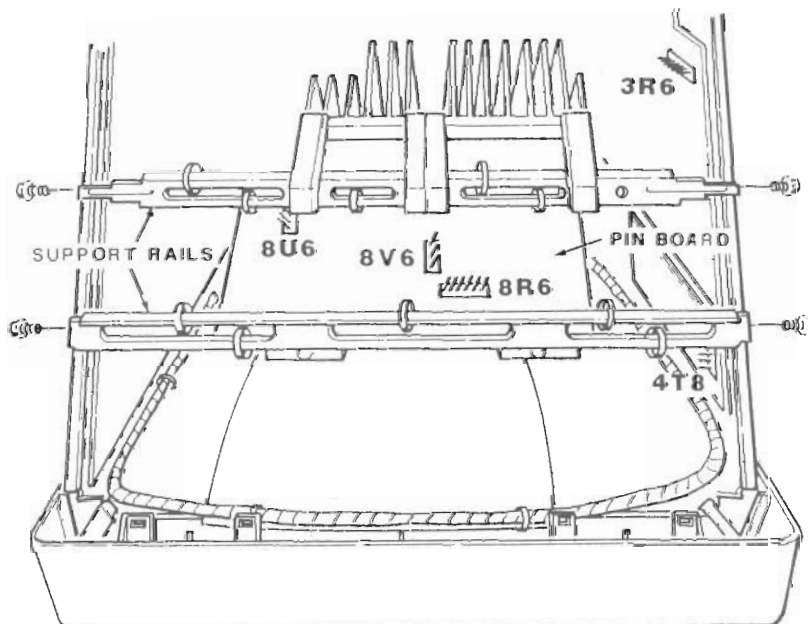 3R6
SUPPORT RAILS
8U6
PIN BOARD
8V6
8R6
4T8